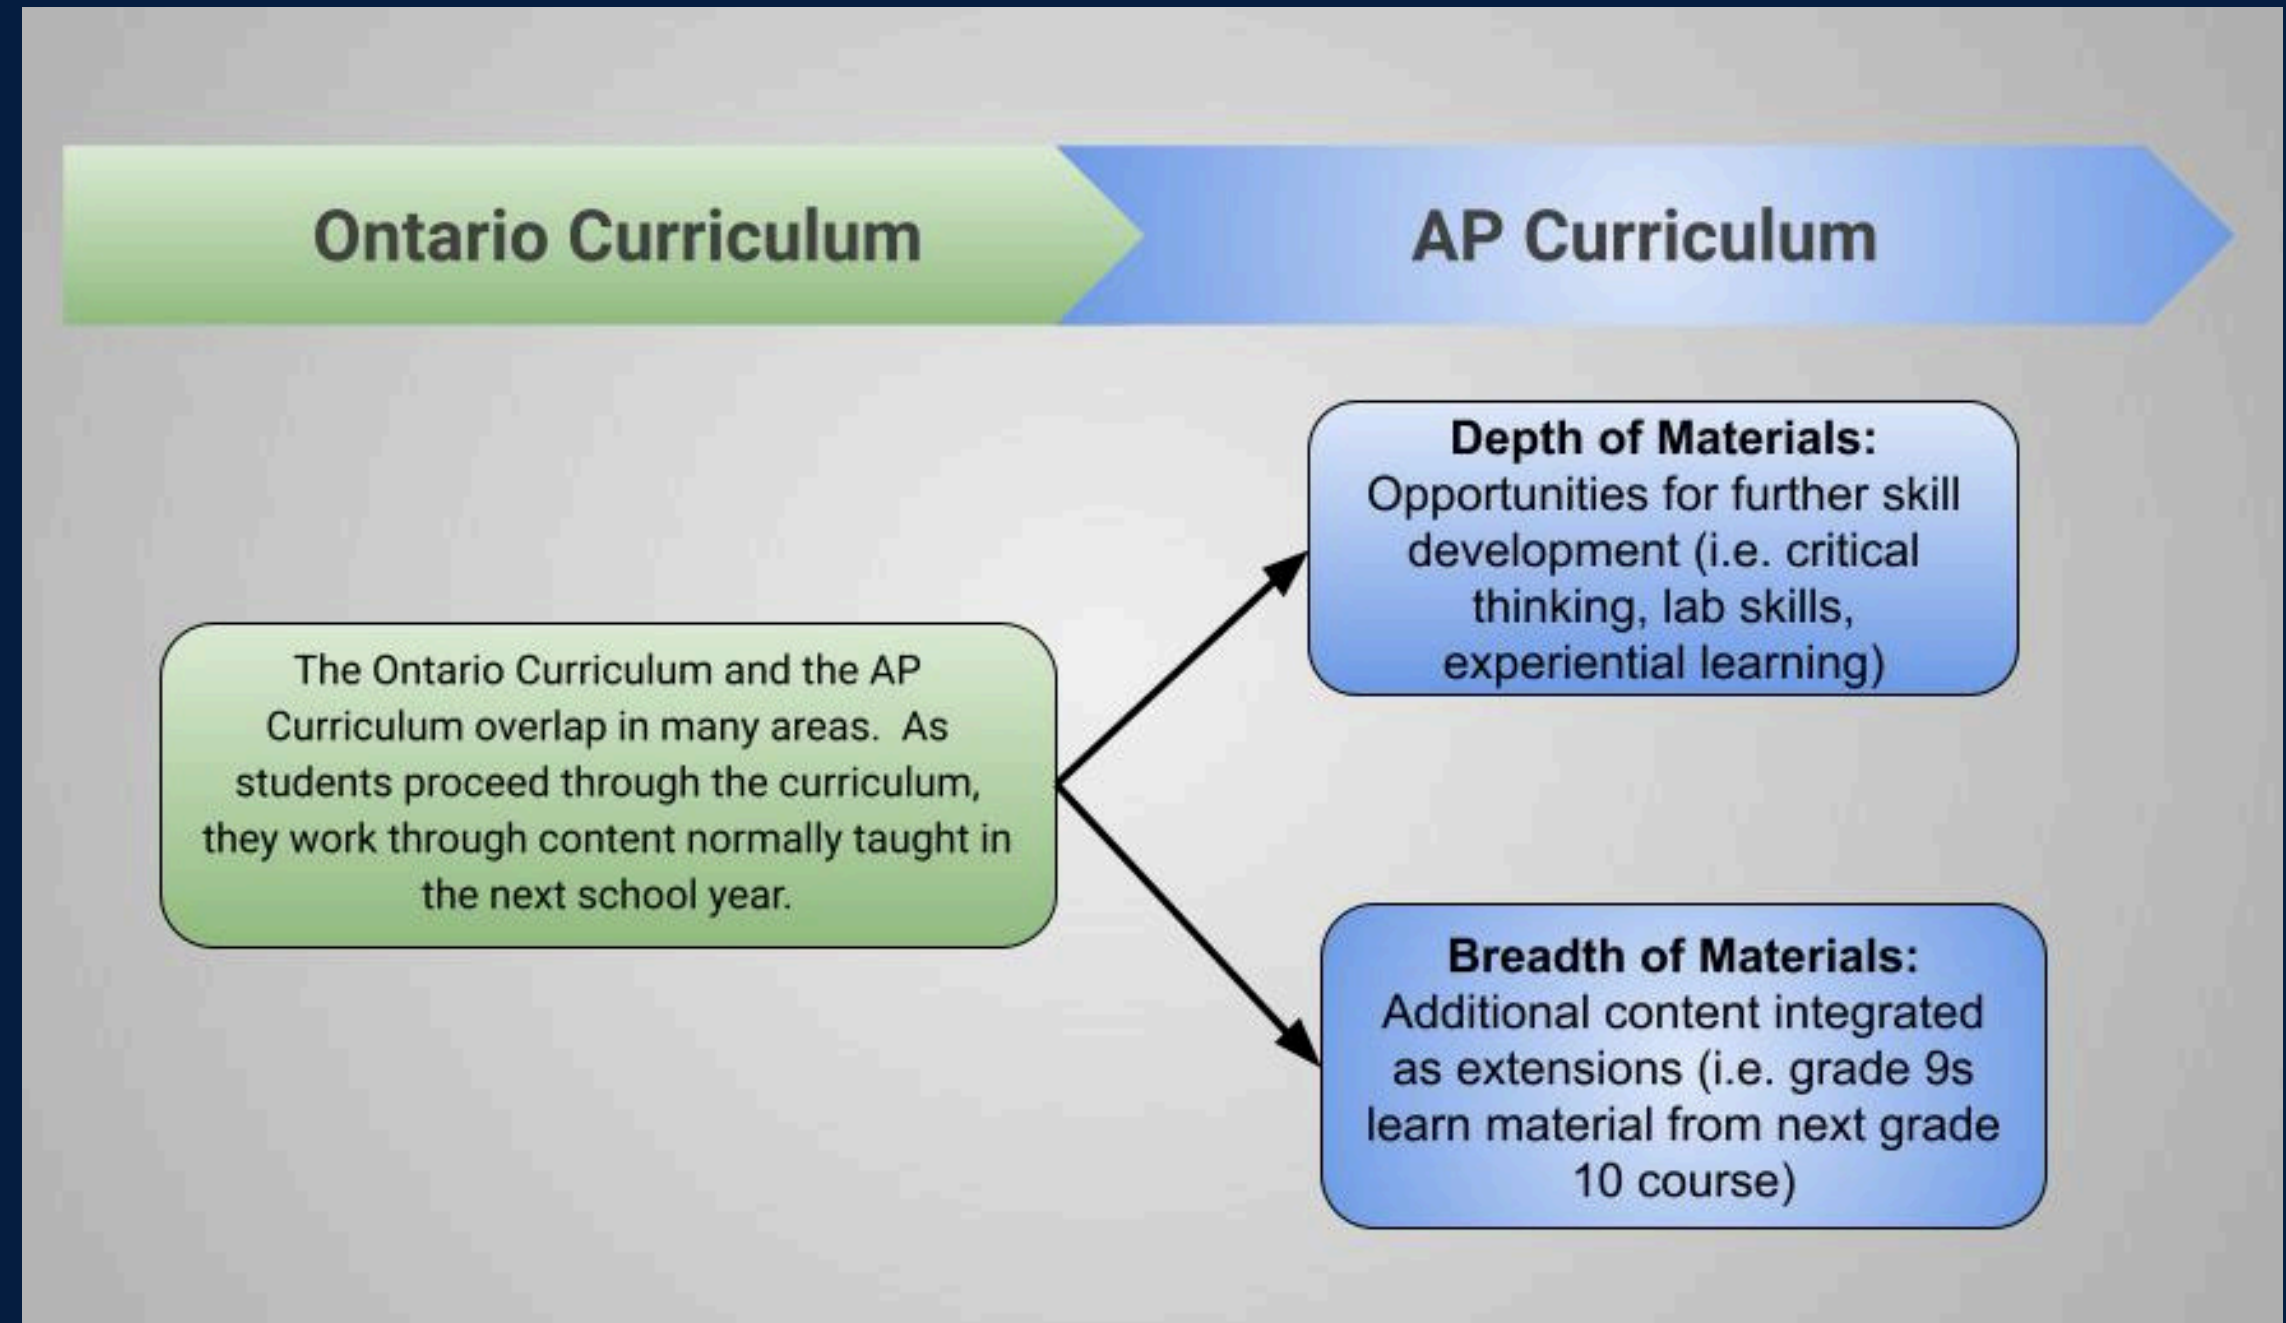 Ontario Curriculum
AP Curriculum
The Ontario Curriculum and the AP
Curriculum overlap in many areas.  As
students proceed through the curriculum,
they work through content normally taught in
the next school year.
Depth of Materials:
Opportunities for further skill
development (i.e. critical
thinking, lab skills,
experiential learning)
Breadth of Materials:
Additional content integrated
as extensions (i.e. grade 9s
learn material from next grade
10 course)